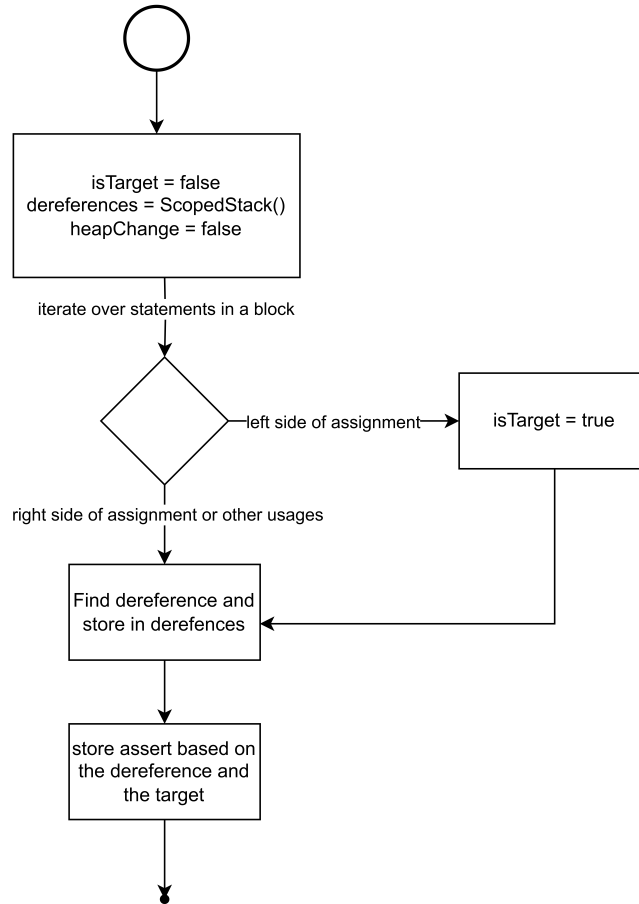 isTarget = false
dereferences = ScopedStack()
heapChange = false
iterate over statements in a block
left side of assignment
isTarget = true
right side of assignment or other usages
Find dereference and
store in derefences
store assert based on
the dereference and
the target